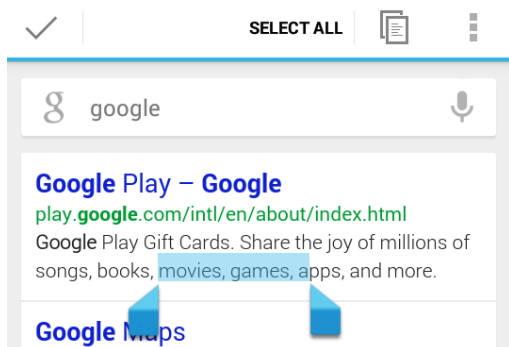 SELECT ALL
g google
Google Play – Google
play.google.com/intl/en/about/index.html
Google Play Gift Cards. Share the joy of millions of
songs, books, movies, games, apps, and more.
Google Maps